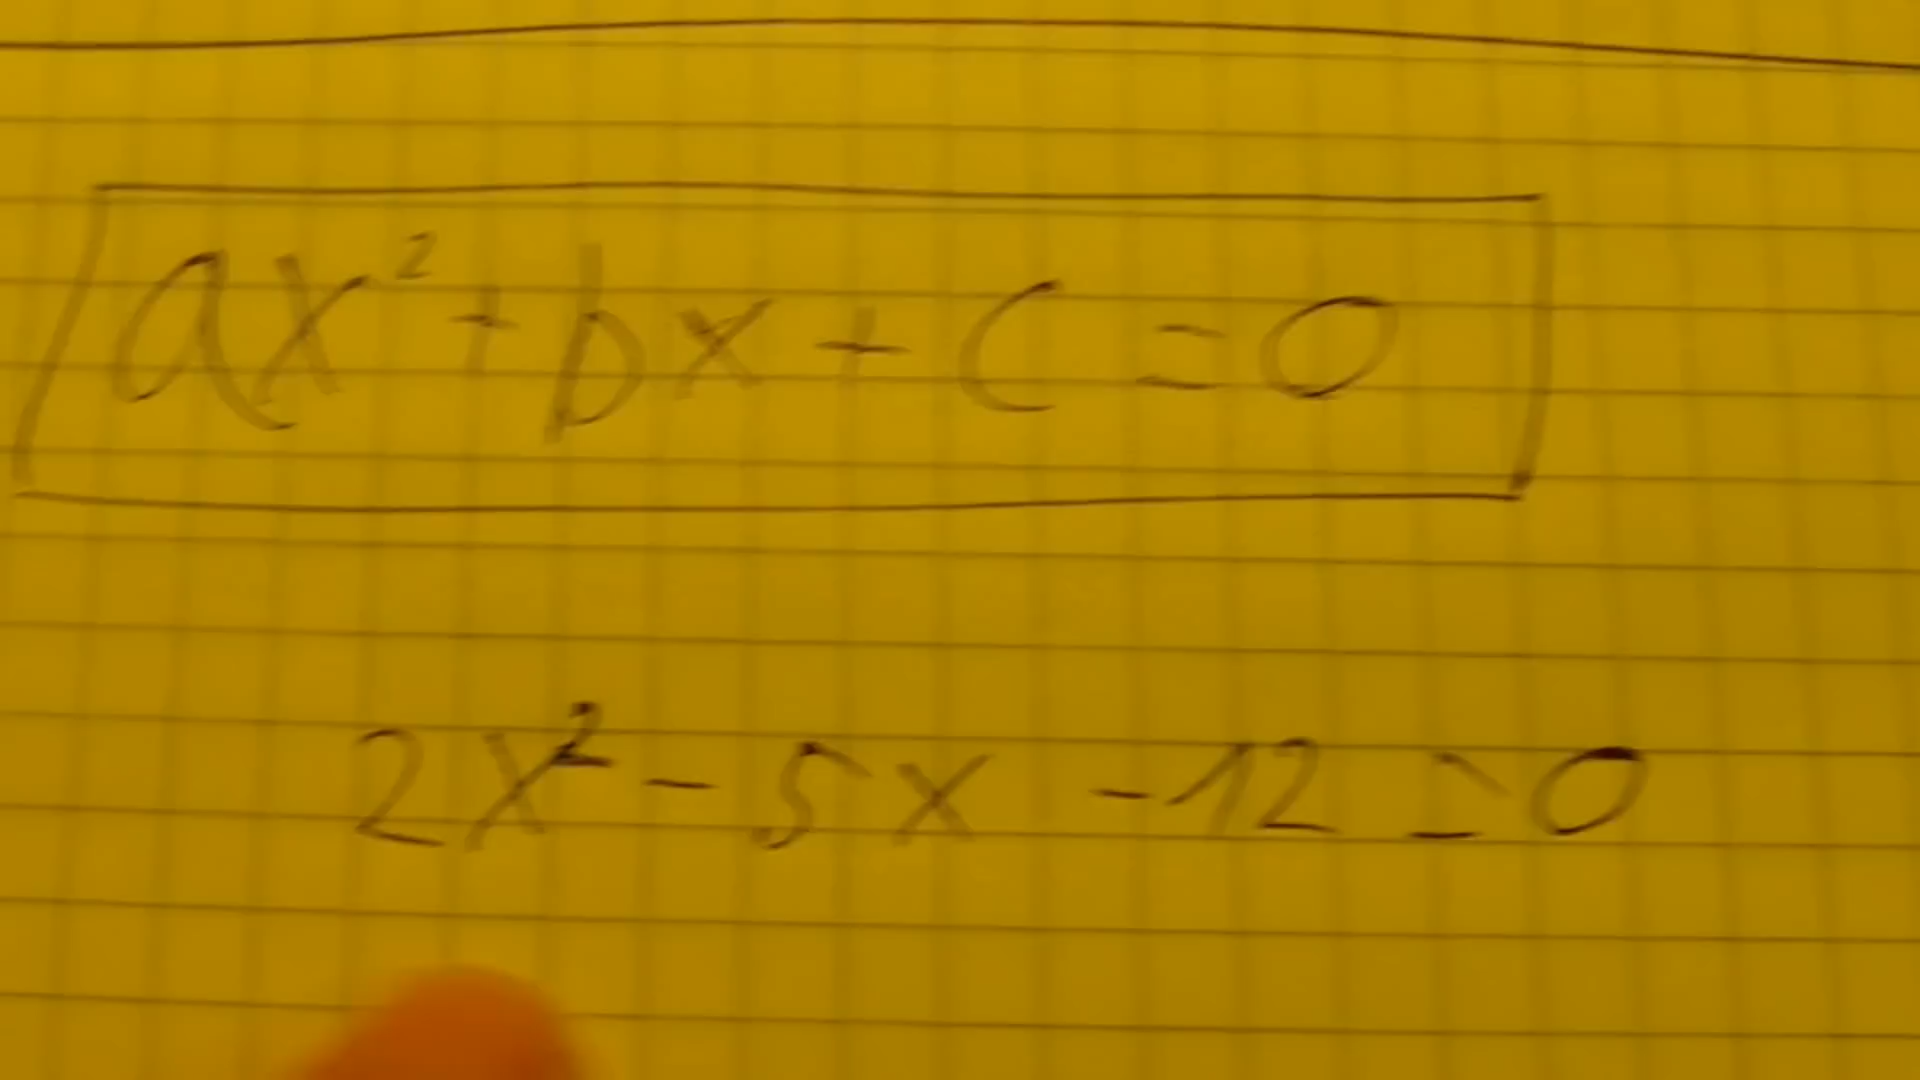 ax² + bx + c = 0
2x² - 5x - 12 = 0